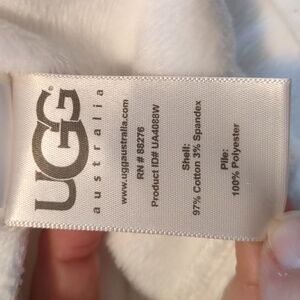 UGG®
australia
www.uggaustralia.com
RN # 88276
Product ID# UA4088W
Shell:
97% Cotton 3% Spandex
Pile:
100% Polyester